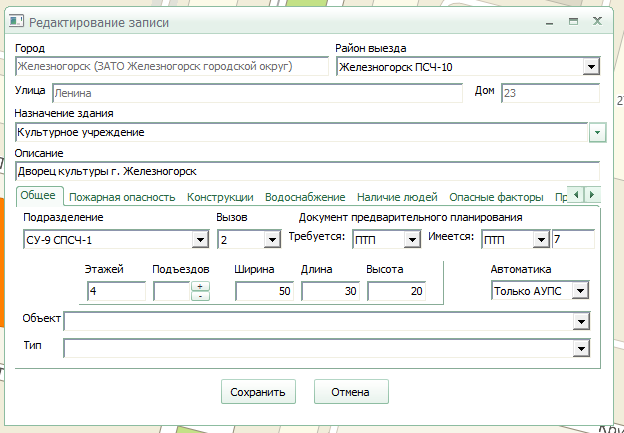 Редактирование записи
Город
Район выезда
Железногорск (ЗАТО Железногорск городской округ)
Железногорск ПСЧ-10
Улица
Ленина
Дом
23
Назначение здания
Культурное учреждение
Описание
Дворец культуры г. Железногорск
Общее Пожарная опасность Конструкции Водоснабжение Наличие людей Опасные факторы
Подразделение
Вызов
Документ предварительного планирования
СУ-9 СПСЧ-1
2
Требуется:
ПТП
Имеется:
ПТП
7
Этажей
Подъездов
Ширина
Длина
Высота
Автоматика
4
+
-
50
30
20
Только АУПС
Объект
Тип
Сохранить
Отмена